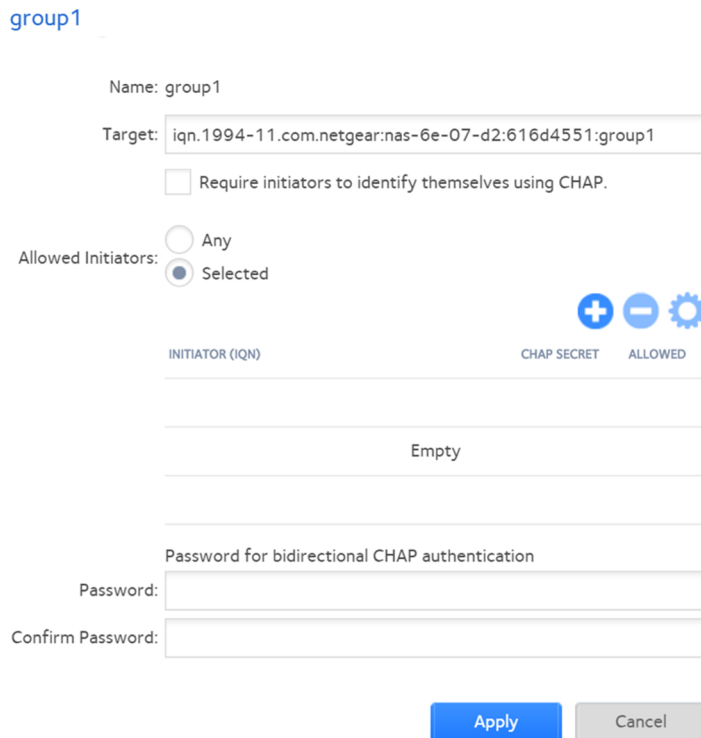 group1
Name: group1
Target: iqn.1994-11.com.netgear:nas-6e-07-d2:616d4551:group1
Require initiators to identify themselves using CHAP.
Allowed Initiators:
Any
Selected
INITIATOR (IQN) CHAP SECRET ALLOWED
Empty
Password for bidirectional CHAP authentication
Password:
Confirm Password:
Apply Cancel